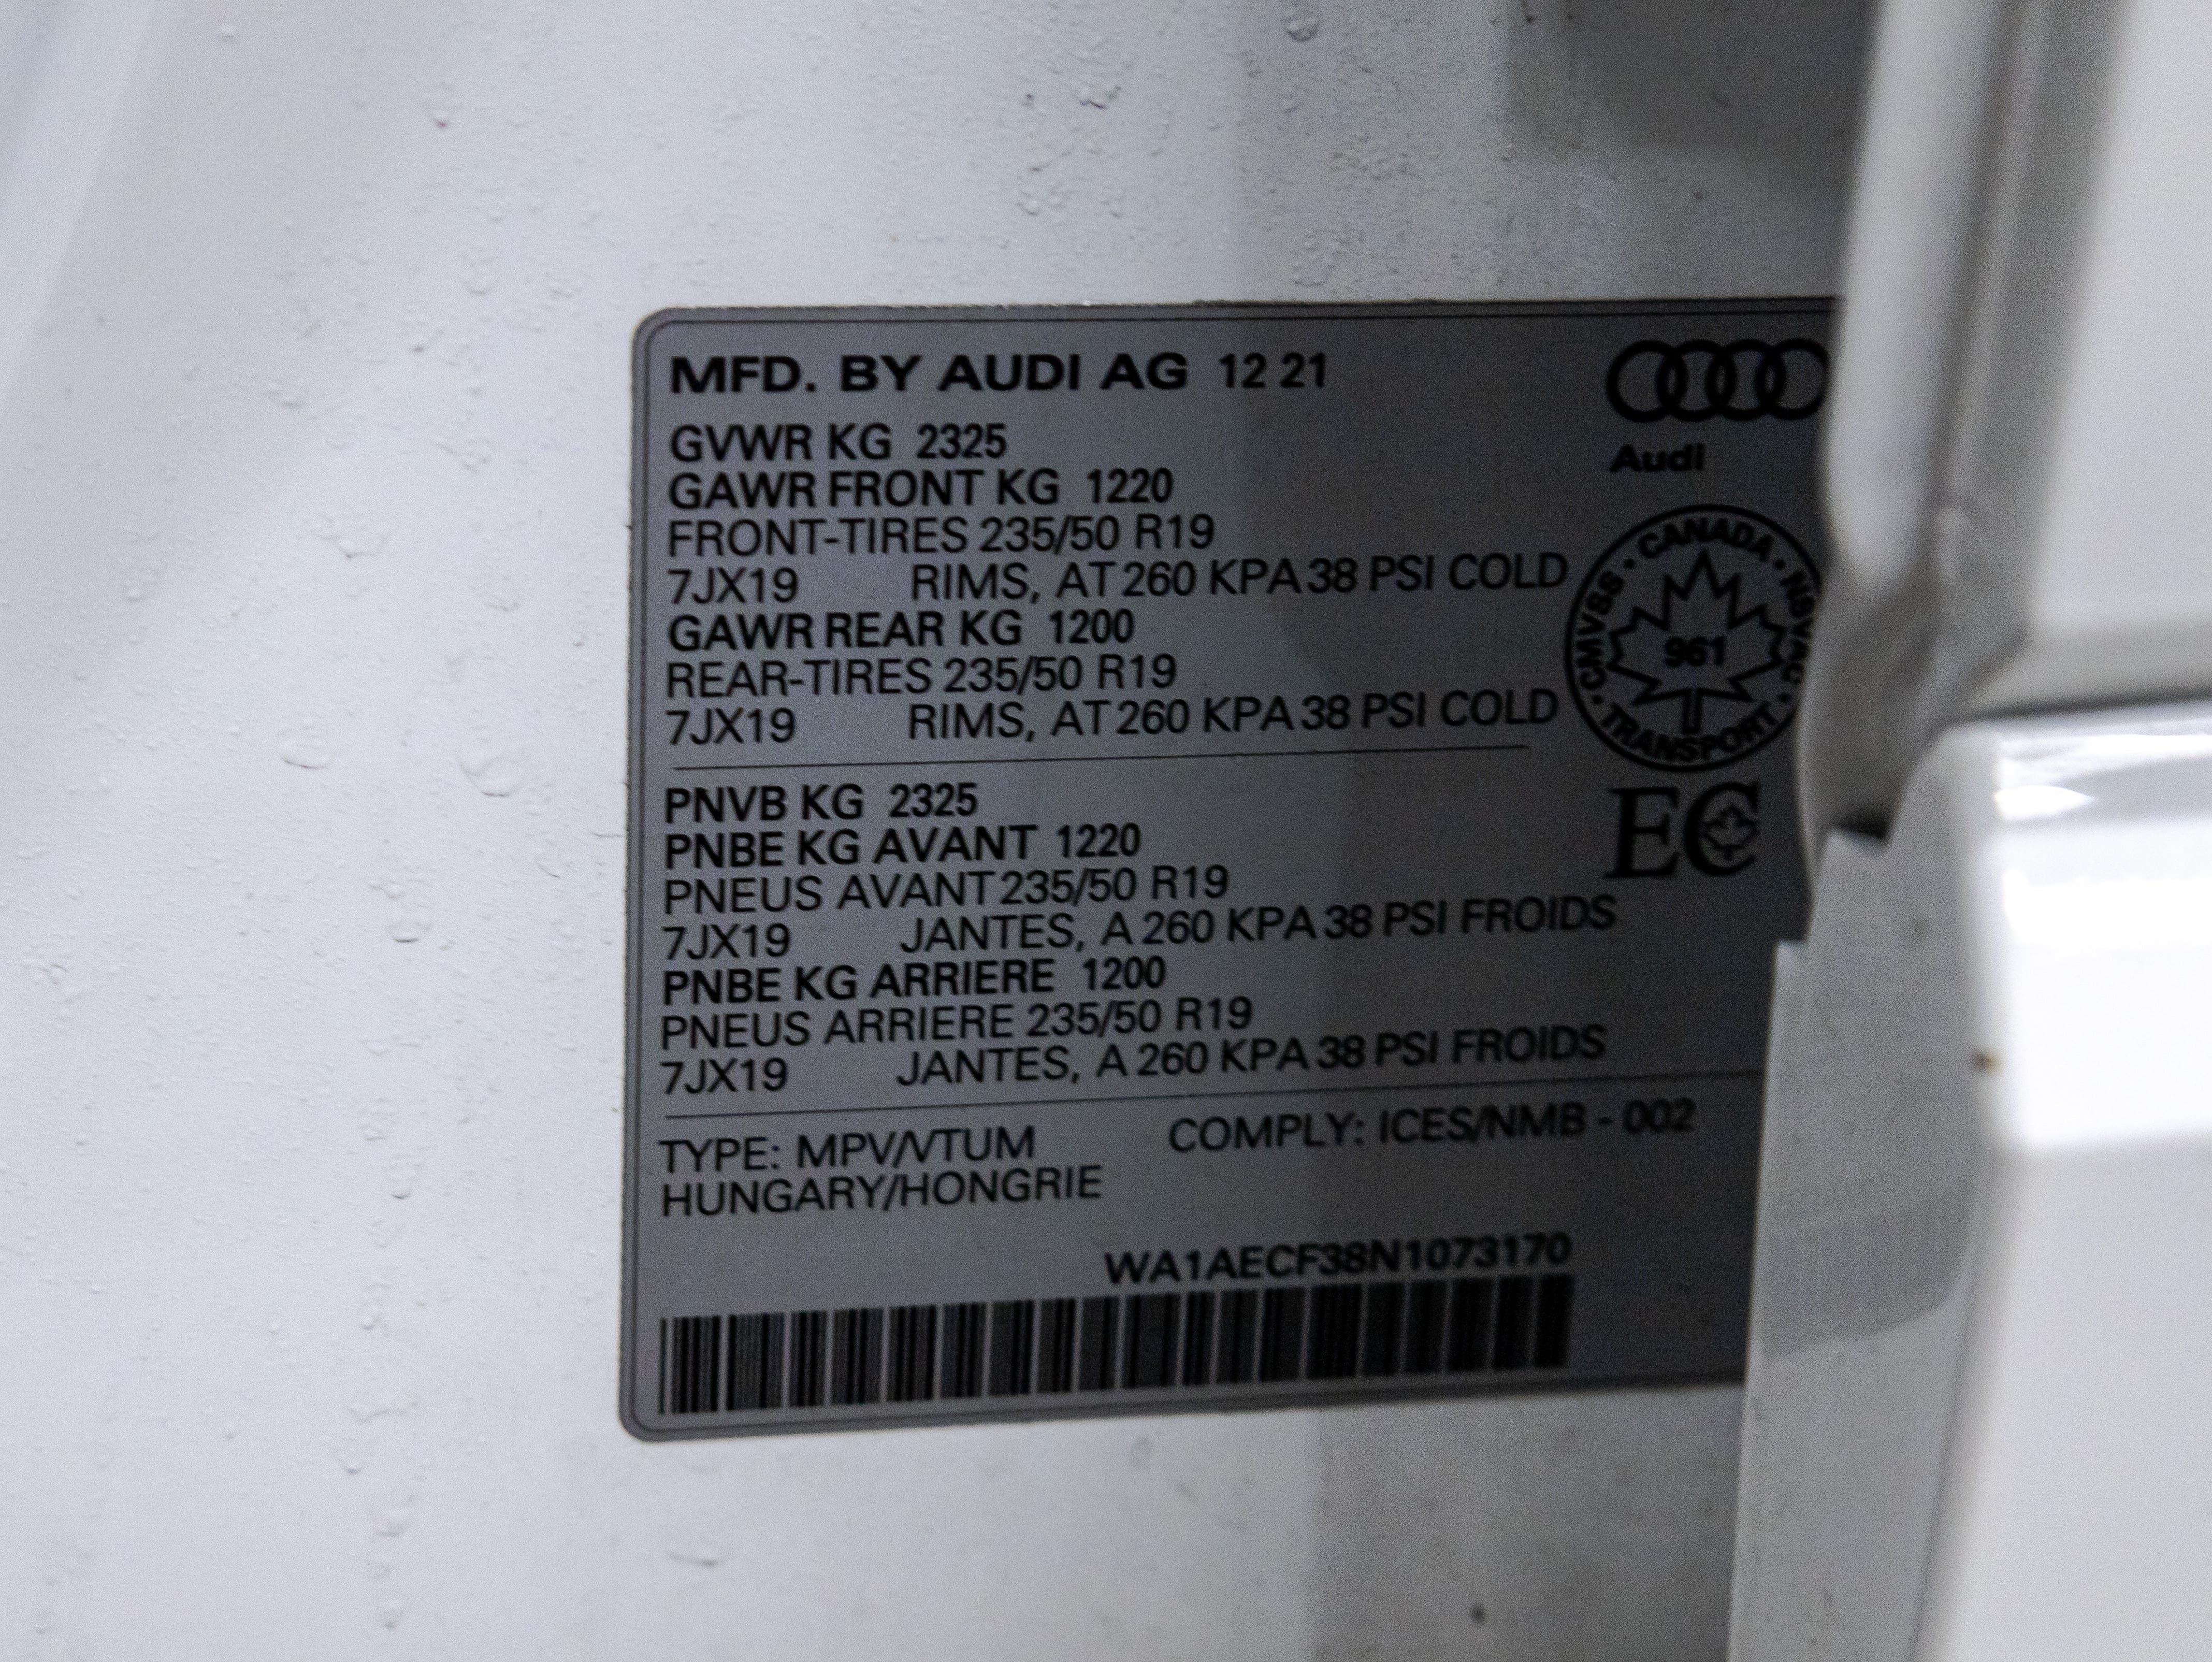 MFD. BY AUDI AG 12 21
Audi
GVWR KG 2325
GAWR FRONT KG 1220
FRONT-TIRES 235/50 R19
7JX19 RIMS, AT 260 KPA 38 PSI COLD
GAWR REAR KG 1200
REAR-TIRES 235/50 R19
7JX19 RIMS, AT 260 KPA 38 PSI COLD
CMVSS · CANADA · NSVAC · TRANSPORT ·
961
PNVB KG 2325
PNBE KG AVANT 1220
PNEUS AVANT 235/50 R19
7JX19 JANTES, A 260 KPA 38 PSI FROIDS
PNBE KG ARRIERE 1200
PNEUS ARRIERE 235/50 R19
7JX19 JANTES, A 260 KPA 38 PSI FROIDS
EC
TYPE: MPV/VTUM COMPLY: ICES/NMB - 002
HUNGARY/HONGRIE
WA1AECF38N1073170